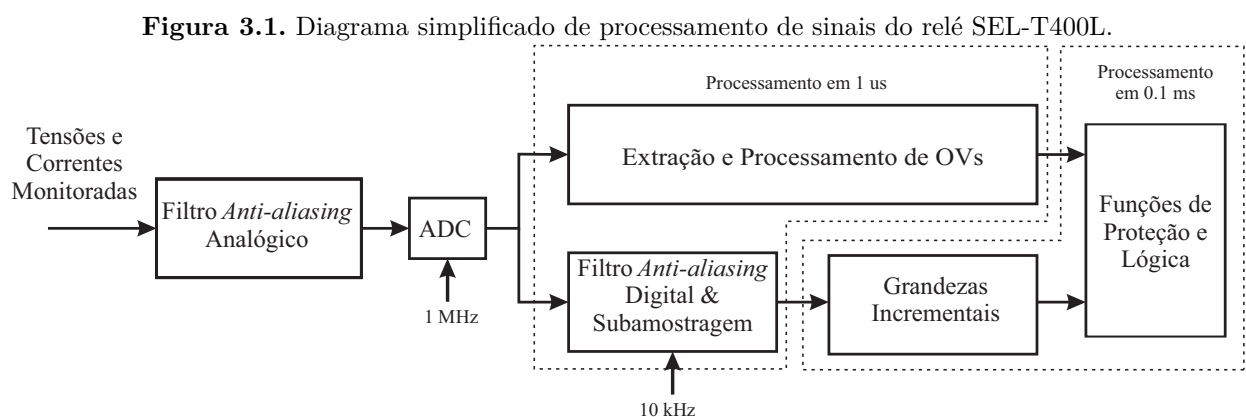 Figura 3.1. Diagrama simplificado de processamento de sinais do relé SEL-T400L.
Processamento em 1 us
Processamento
em 0.1 ms
Tensões e
Correntes
Monitoradas
Filtro Anti-aliasing
Analógico
ADC
1 MHz
Extração e Processamento de OVs
Filtro Anti-aliasing
Digital &
Subamostragem
10 kHz
Grandezas
Incrementais
Funções de
Proteção e
Lógica